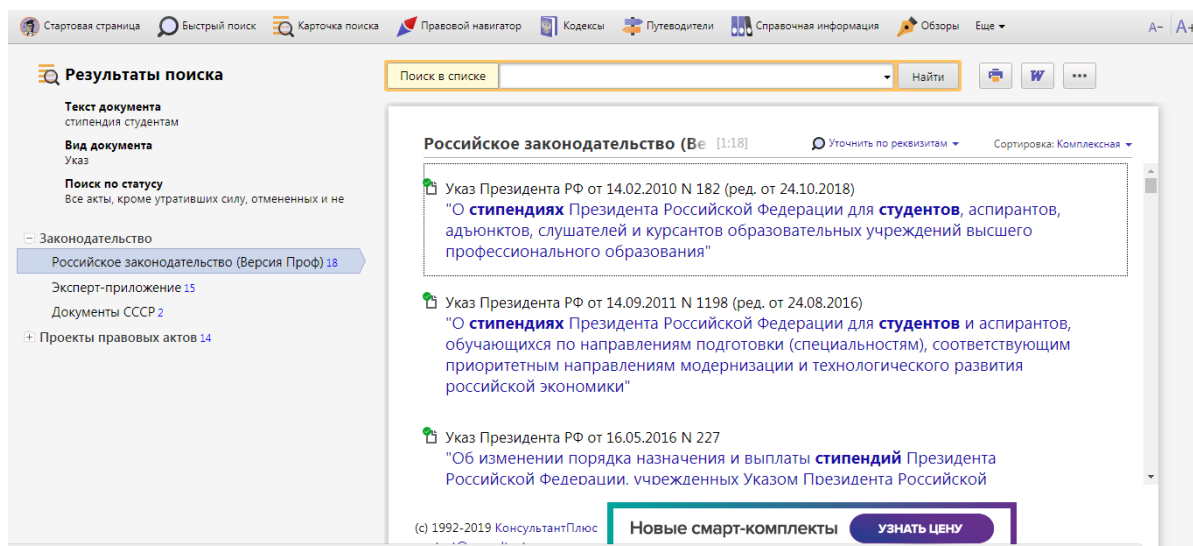 Стартовая страница Быстрый поиск Карточка поиска Правовой навигатор Кодексы Путеводители Справочная информация Обзоры Еще A- A+
Результаты поиска
Текст документа
стипендия студентам
Вид документа
Указ
Поиск по статусу
Все акты, кроме утративших силу, отмененных и не
Законодательство
Российское законодательство (Версия Проф) 18
Эксперт-приложение 15
Документы СССР 2
Проекты правовых актов 14
Поиск в списке Найти W
Российское законодательство (Ве [1:18] Уточнить по реквизитам Сортировка: Комплексная
Указ Президента РФ от 14.02.2010 N 182 (ред. от 24.10.2018)
"О стипендиях Президента Российской Федерации для студентов, аспирантов,
адъюнктов, слушателей и курсантов образовательных учреждений высшего
профессионального образования"
Указ Президента РФ от 14.09.2011 N 1198 (ред. от 24.08.2016)
"О стипендиях Президента Российской Федерации для студентов и аспирантов,
обучающихся по направлениям подготовки (специальностям), соответствующим
приоритетным направлениям модернизации и технологического развития
российской экономики"
Указ Президента РФ от 16.05.2016 N 227
"Об изменении порядка назначения и выплаты стипендий Президента
Российской Федерации, учрежденных Указом Президента Российской
(c) 1992-2019 КонсультантПлюс
Новые смарт-комплекты УЗНАТЬ ЦЕНУ